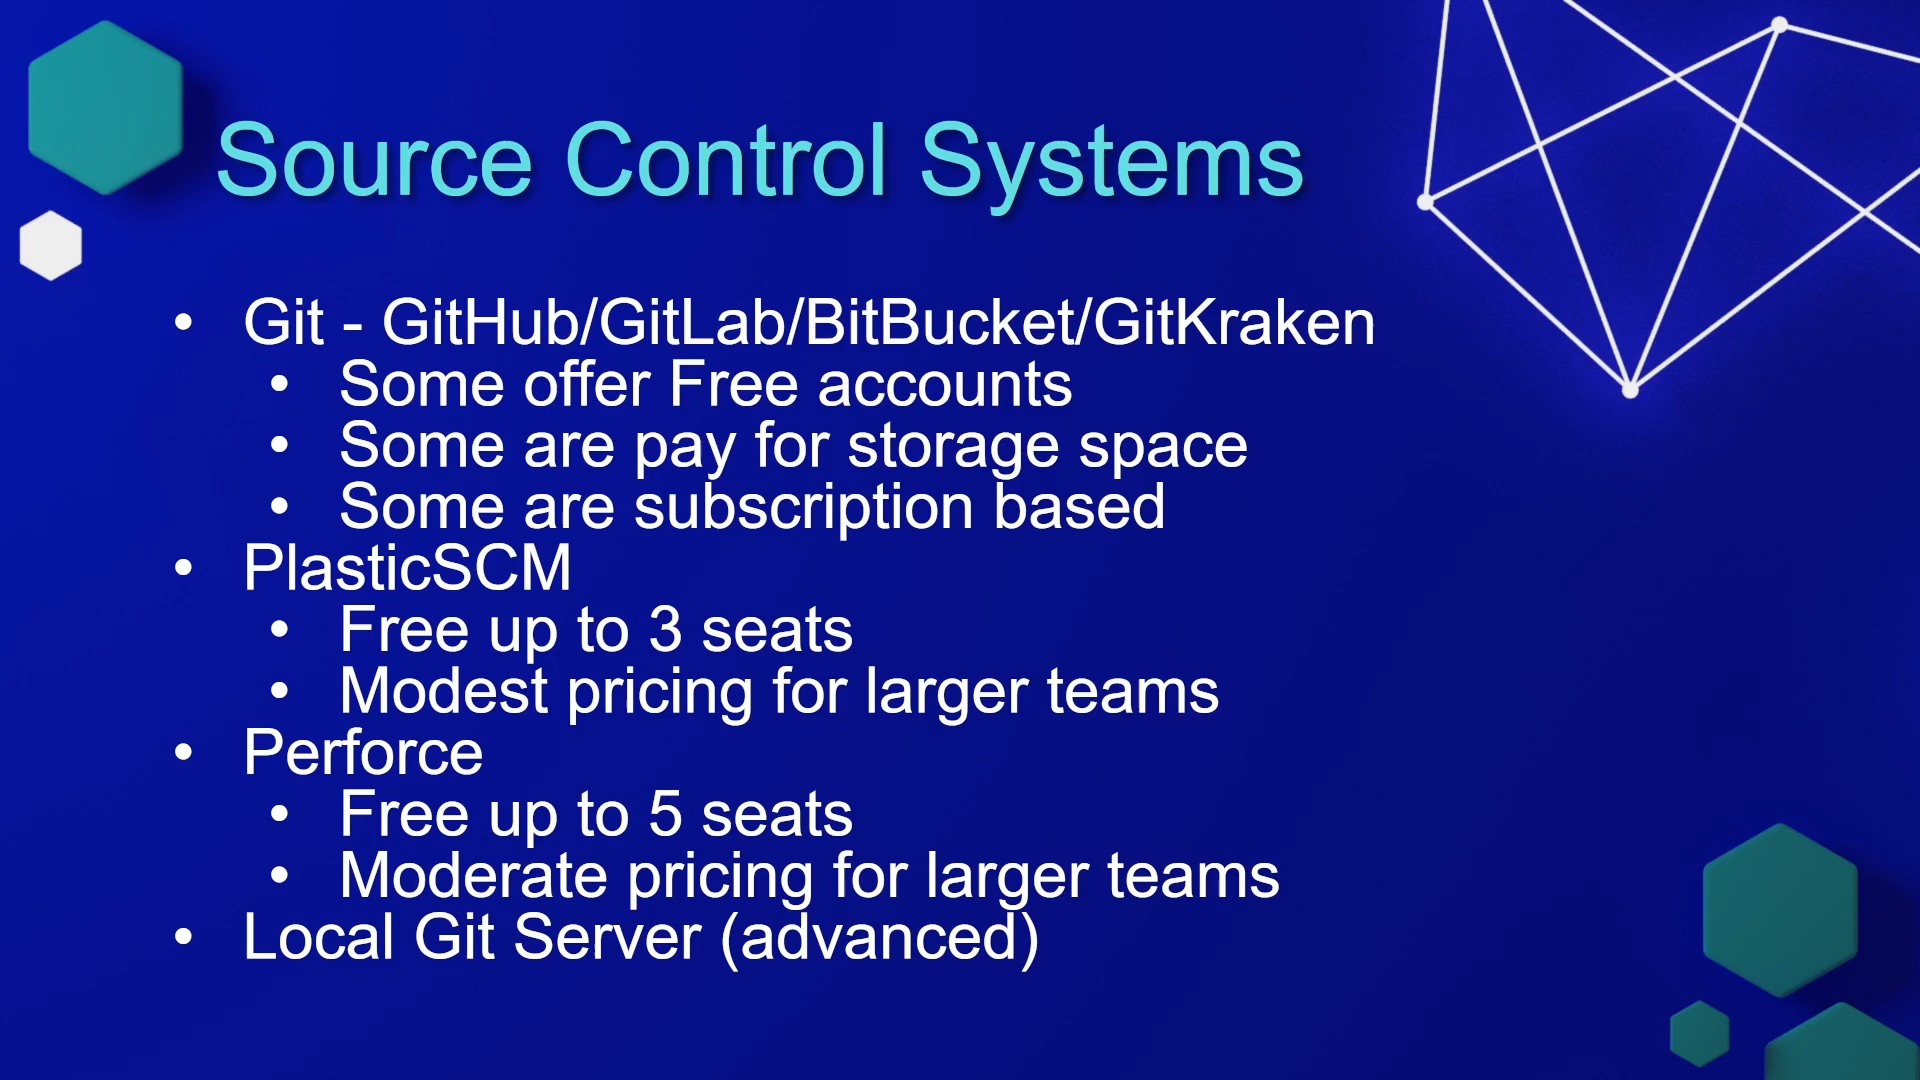 Source Control Systems
• Git - GitHub/GitLab/BitBucket/GitKraken
• Some offer Free accounts
• Some are pay for storage space
• Some are subscription based
• PlasticSCM
• Free up to 3 seats
• Modest pricing for larger teams
• Perforce
• Free up to 5 seats
• Moderate pricing for larger teams
• Local Git Server (advanced)